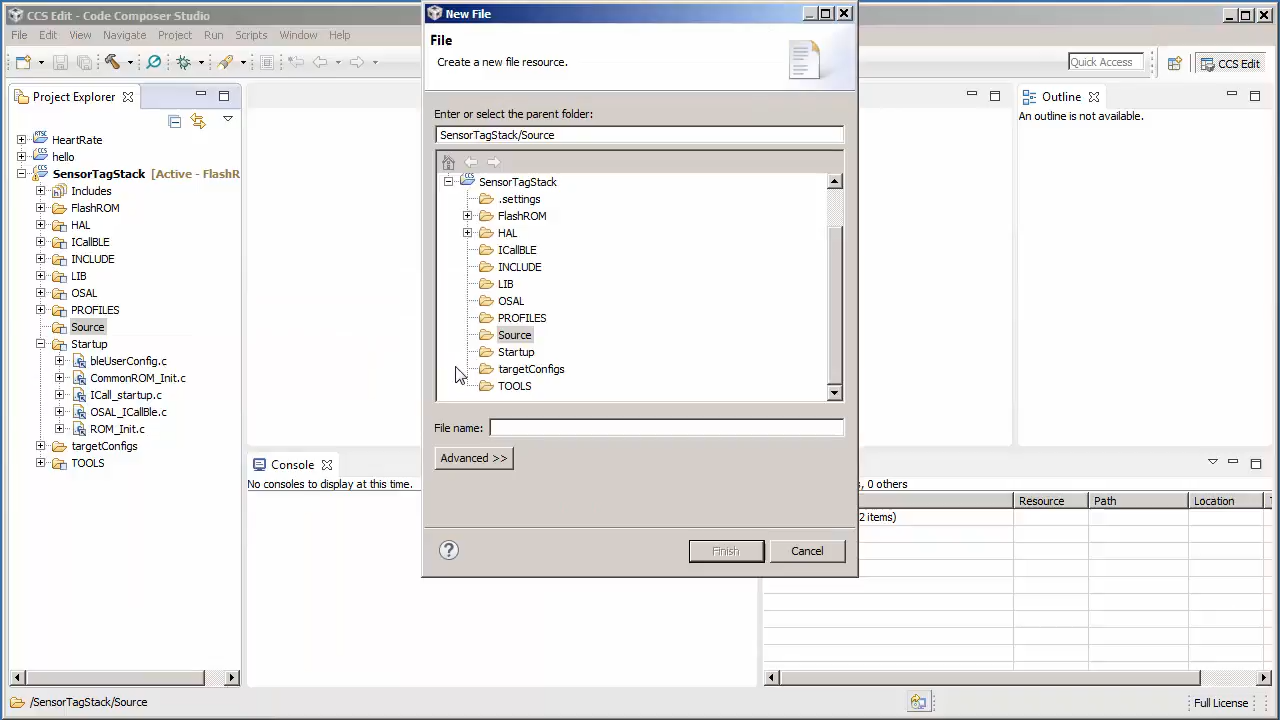 CCS Edit - Code Composer Studio
File Edit View Navigate Project Run Scripts Window Help
Quick Access
CCS Edit
Project Explorer
HeartRate
hello
SensorTagStack [Active - FlashR
Includes
FlashROM
HAL
ICallBLE
INCLUDE
LIB
OSAL
PROFILES
Source
Startup
bleUserConfig.c
CommonROM_Init.c
ICall_startup.c
OSAL_ICallBle.c
ROM_Init.c
targetConfigs
TOOLS
New File
File
Create a new file resource.
Enter or select the parent folder:
SensorTagStack/Source
SensorTagStack
.settings
FlashROM
HAL
ICallBLE
INCLUDE
LIB
OSAL
PROFILES
Source
Startup
targetConfigs
TOOLS
File name:
Advanced >>
Finish
Cancel
Outline
An outline is not available.
Console
No consoles to display at this time.
, 0 others
Resource Path Location
2 items)
/SensorTagStack/Source
Full License